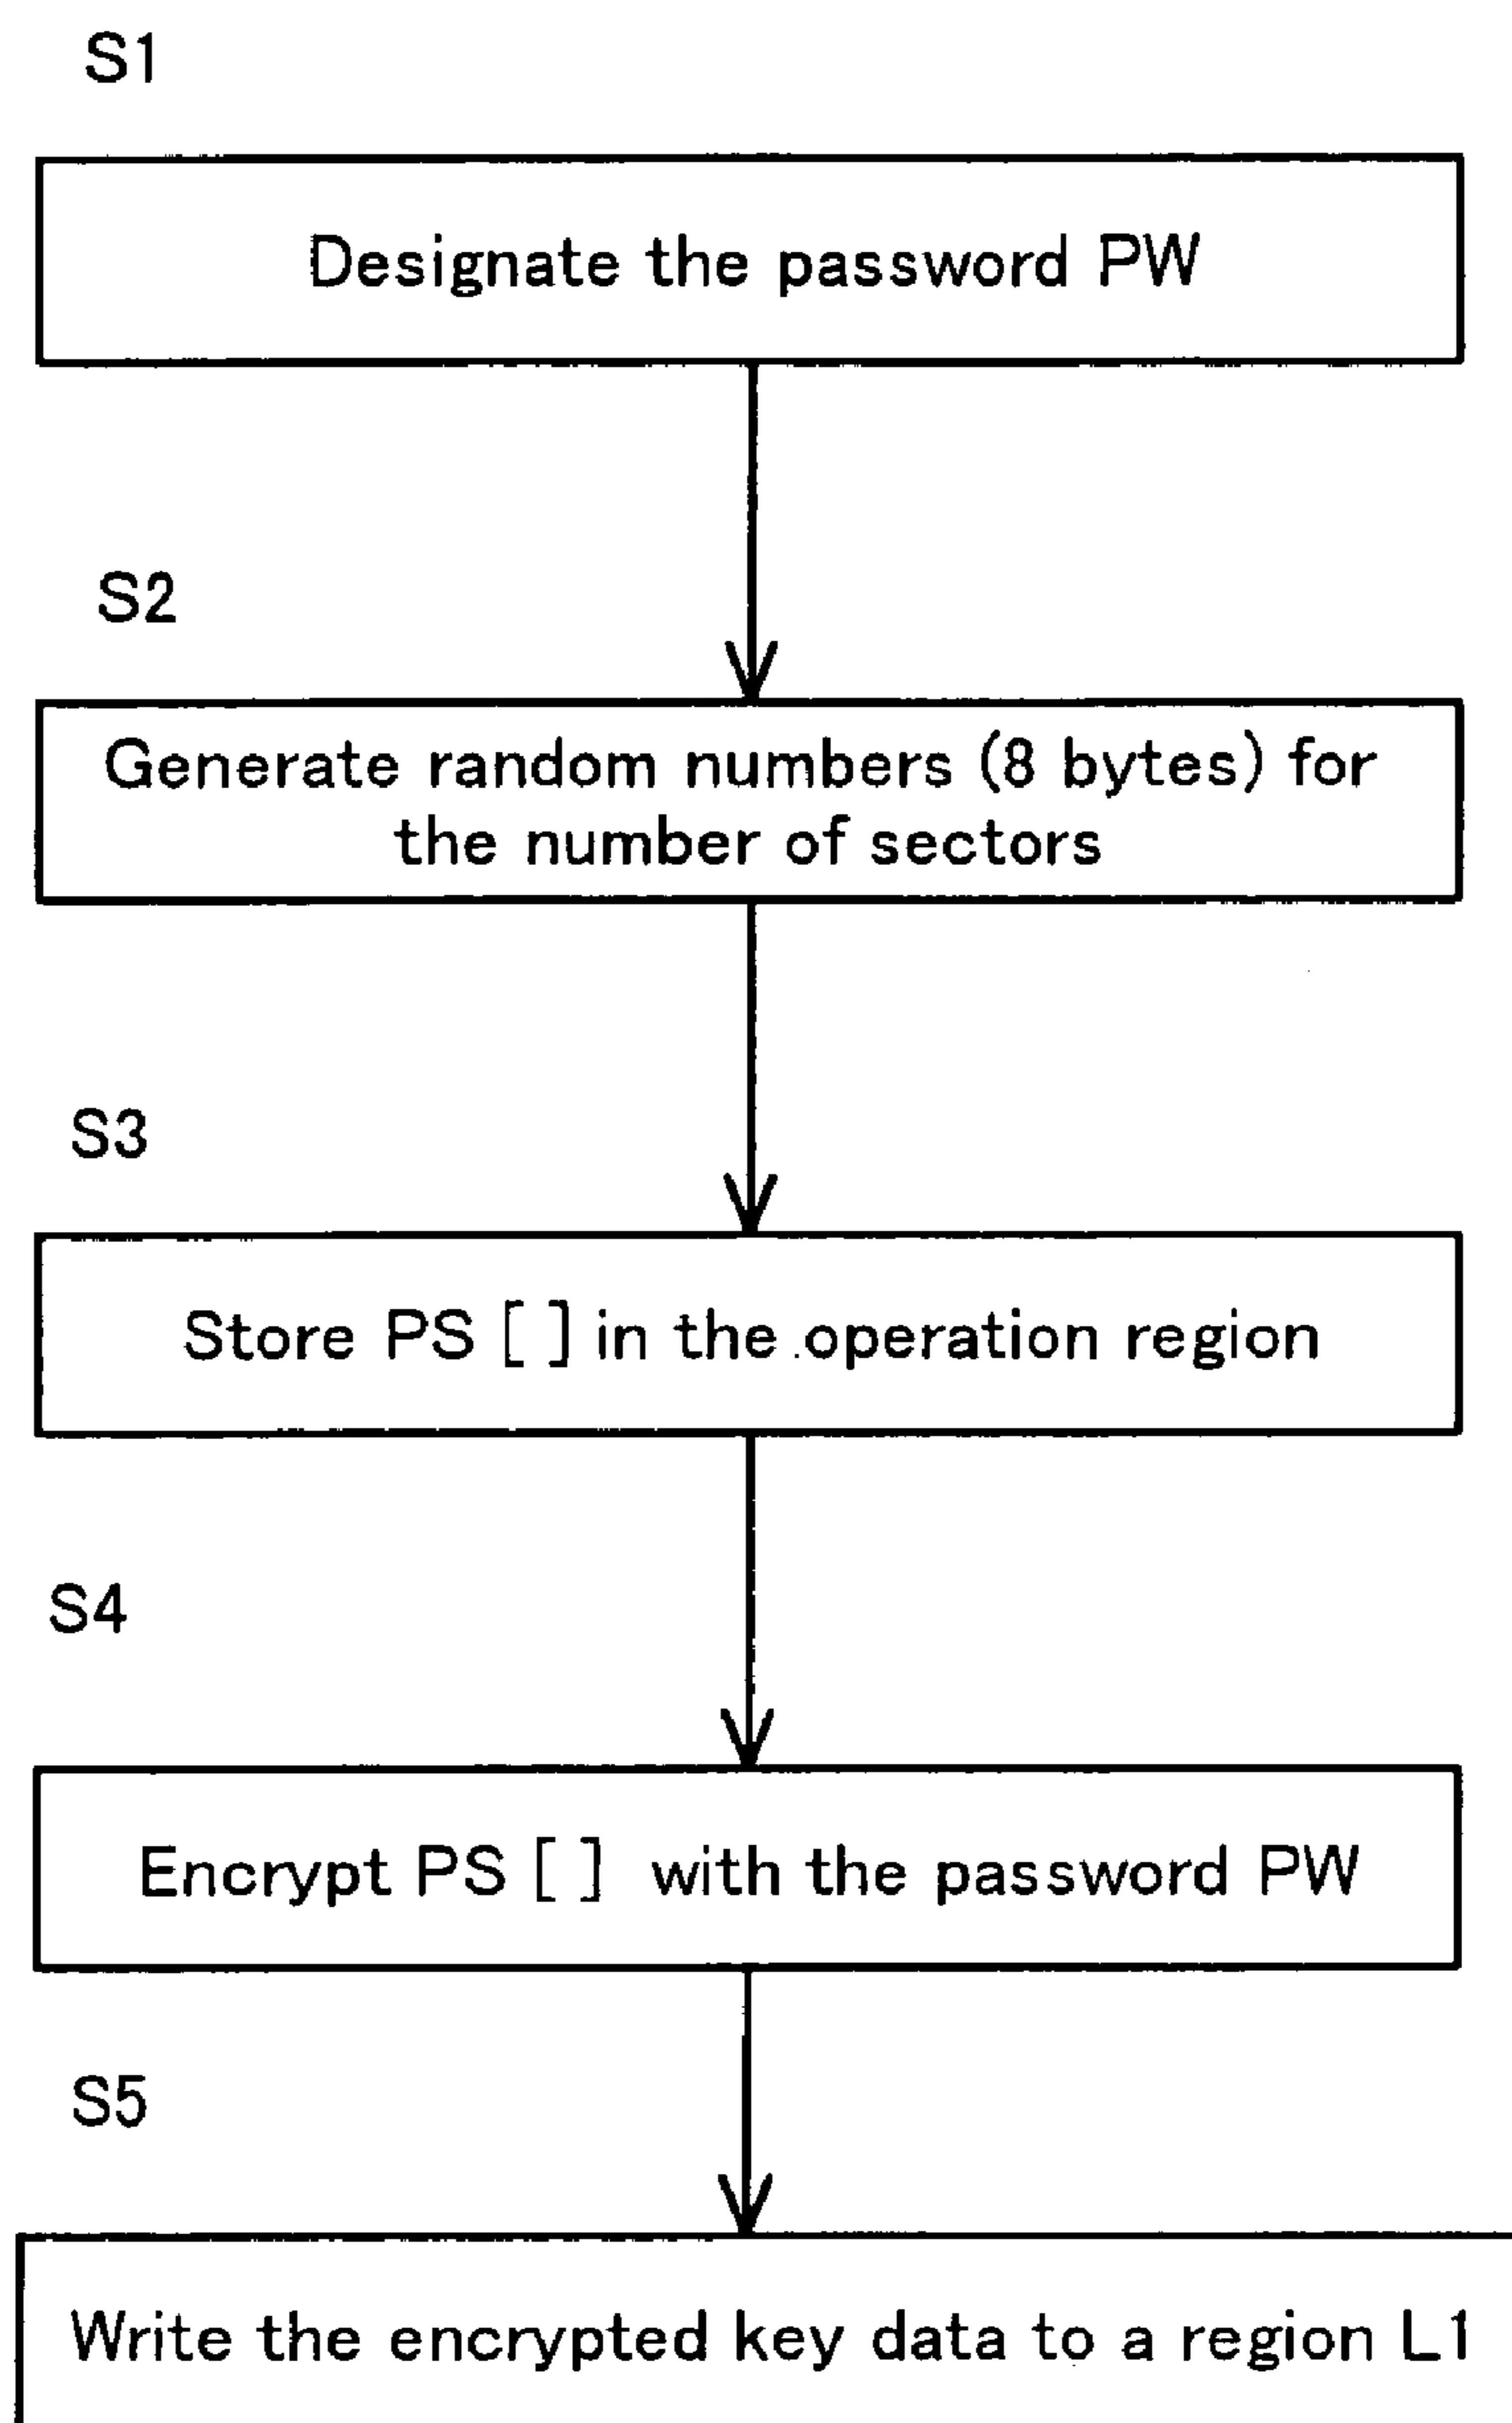 S1
Designate the password PW
S2
Generate random numbers (8 bytes) for
the number of sectors
S3
Store PS [ ] in the operation region
S4
Encrypt PS [ ] with the password PW
S5
Write the encrypted key data to a region L1